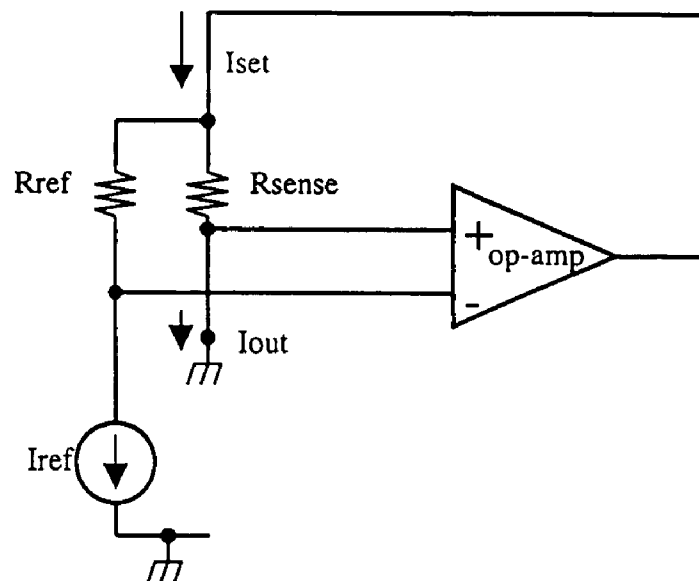 Iset
Rref
Rsense
+
op-amp
-
Iout
Iref